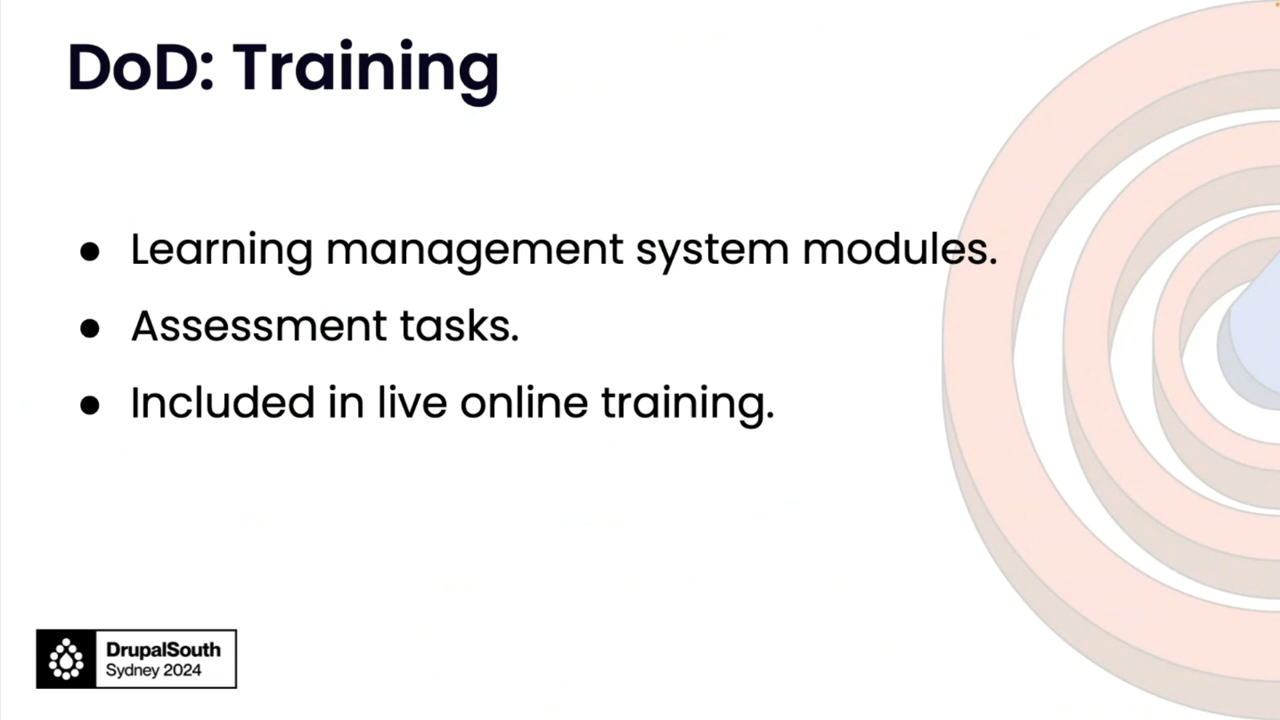 DoD: Training
● Learning management system modules.
● Assessment tasks.
● Included in live online training.
DrupalSouth
Sydney 2024